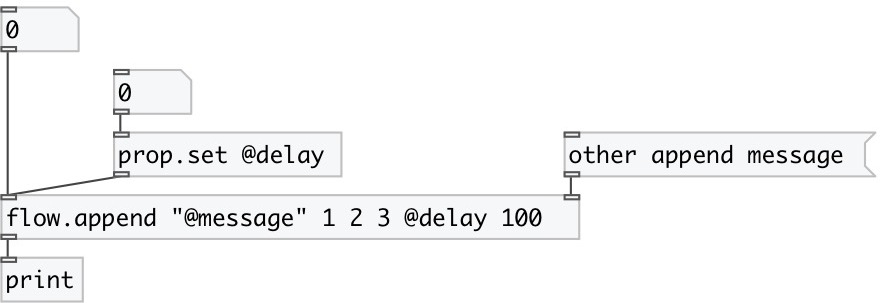 0
0
prop.set @delay
other append message
flow.append "@message" 1 2 3 @delay 100
print